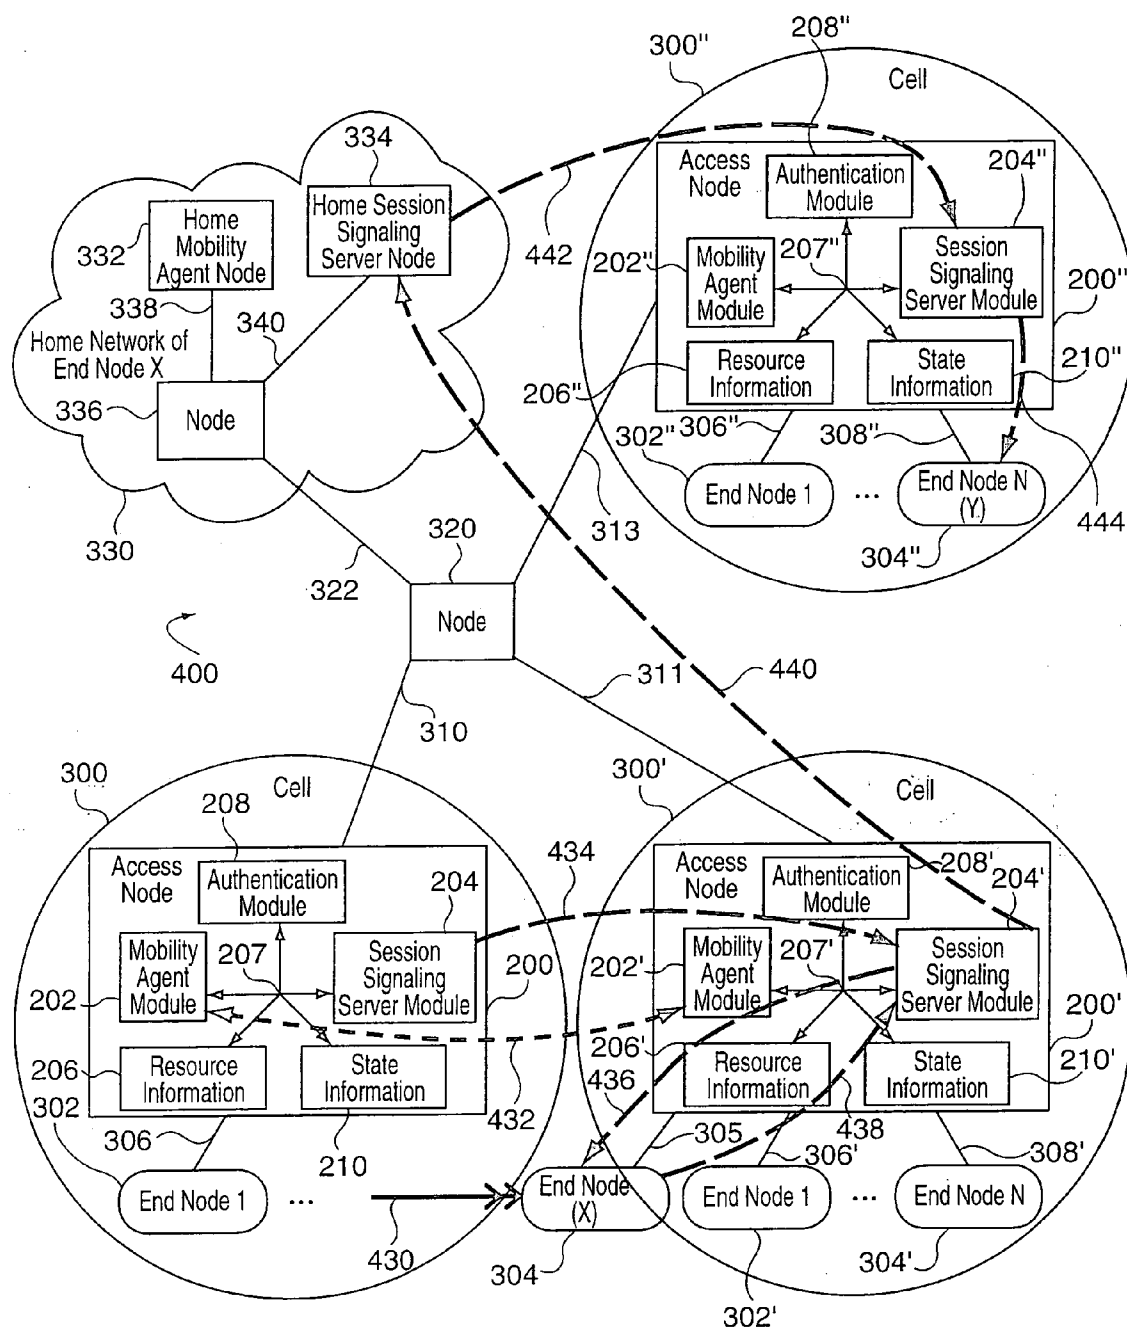 208"
300"
Cell
334
Access
Node
Authentication
Module
204"
332
Home
Mobility
Agent Node
Home Session
Signaling
Server Node
442
202"
Mobility
Agent
Module
207"
Session
Signaling
Server Module
200"
338
340
Home Network of
End Node X
336
Node
Resource
Information
State
Information
210"
206"
306"
302"
308"
End Node 1
...
End Node N
(Y)
313
444
304"
330
322
320
Node
400
311
440
310
300
Cell
208
300'
Cell
Access
Node
Authentication
Module
204
434
Access
Node
Authentication
Module
208'
204'
202
Mobility
Agent
Module
207
Session
Signaling
Server Module
200
202'
Mobility
Agent
Module
207'
Session
Signaling
Server Module
200'
206
Resource
Information
State
Information
432
206'
436
Resource
Information
State
Information
210'
302
306
210
305
306'
438
308'
End Node 1
...
430
End Node
(X)
304
End Node 1
...
End Node N
302'
304'